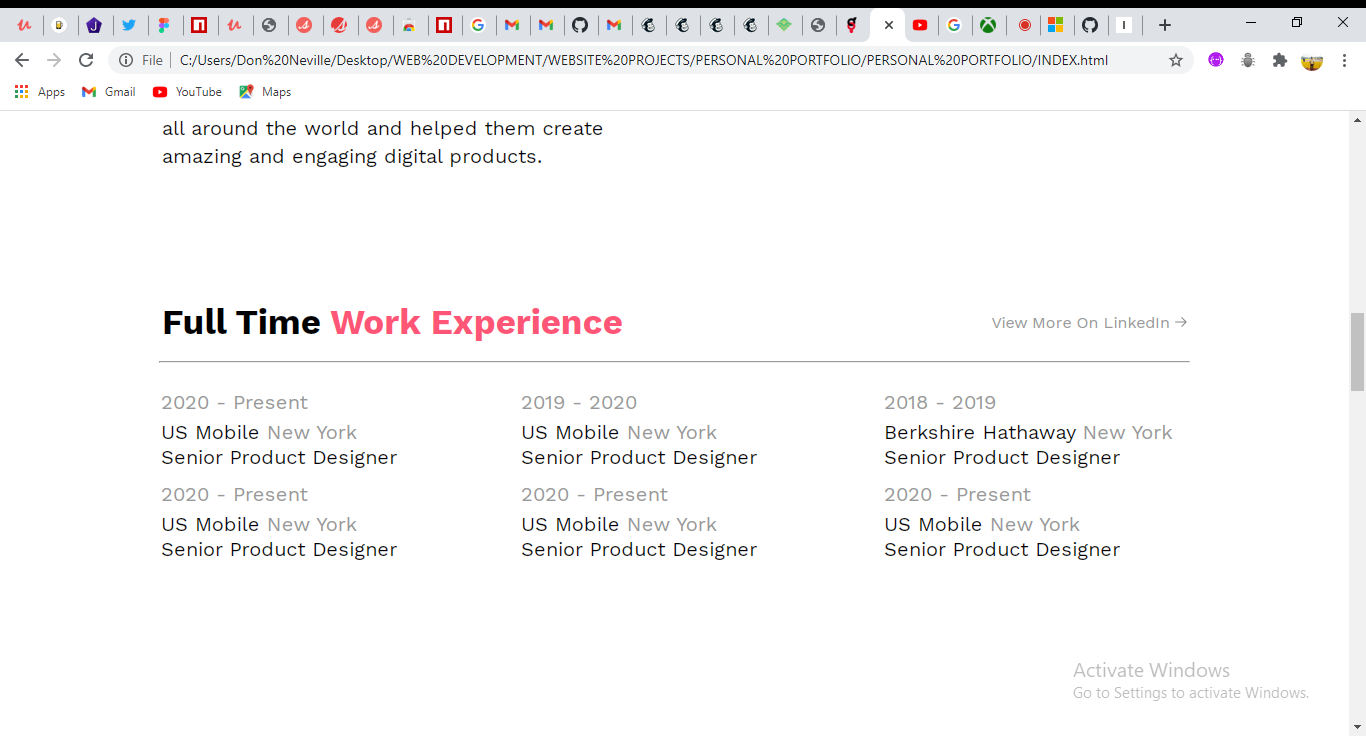 File | C:/Users/Don%20Neville/Desktop/WEB%20DEVELOPMENT/WEBSITE%20PROJECTS/PERSONAL%20PORTFOLIO/PERSONAL%20PORTFOLIO/INDEX.html
Apps Gmail YouTube Maps
all around the world and helped them create
amazing and engaging digital products.
Full Time Work Experience
View More On LinkedIn →
2020 - Present
US Mobile New York
Senior Product Designer
2019 - 2020
US Mobile New York
Senior Product Designer
2018 - 2019
Berkshire Hathaway New York
Senior Product Designer
2020 - Present
US Mobile New York
Senior Product Designer
2020 - Present
US Mobile New York
Senior Product Designer
2020 - Present
US Mobile New York
Senior Product Designer
Activate Windows
Go to Settings to activate Windows.